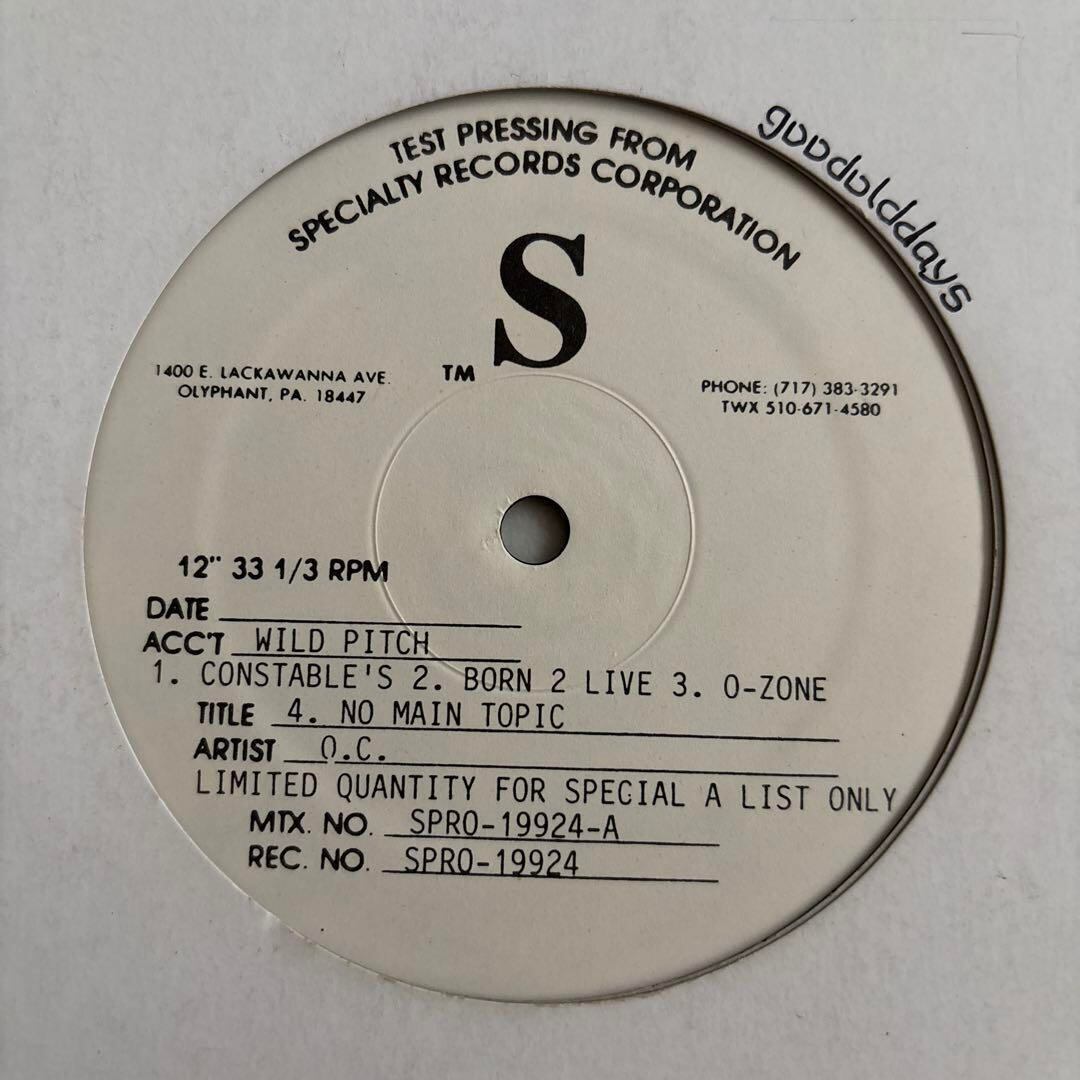 TEST PRESSING FROM
SPECIALTY RECORDS CORPORATION
goodolddays
S
TM
1400 E. LACKAWANNA AVE.
OLYPHANT, PA. 18447
PHONE: (717) 383-3291
TWX 510-671-4580
12" 33 1/3 RPM
DATE
ACC'T WILD PITCH
1. CONSTABLE'S 2. BORN 2 LIVE 3. O-ZONE
TITLE 4. NO MAIN TOPIC
ARTIST O.C.
LIMITED QUANTITY FOR SPECIAL A LIST ONLY
MTX. NO. SPRO-19924-A
REC. NO. SPRO-19924